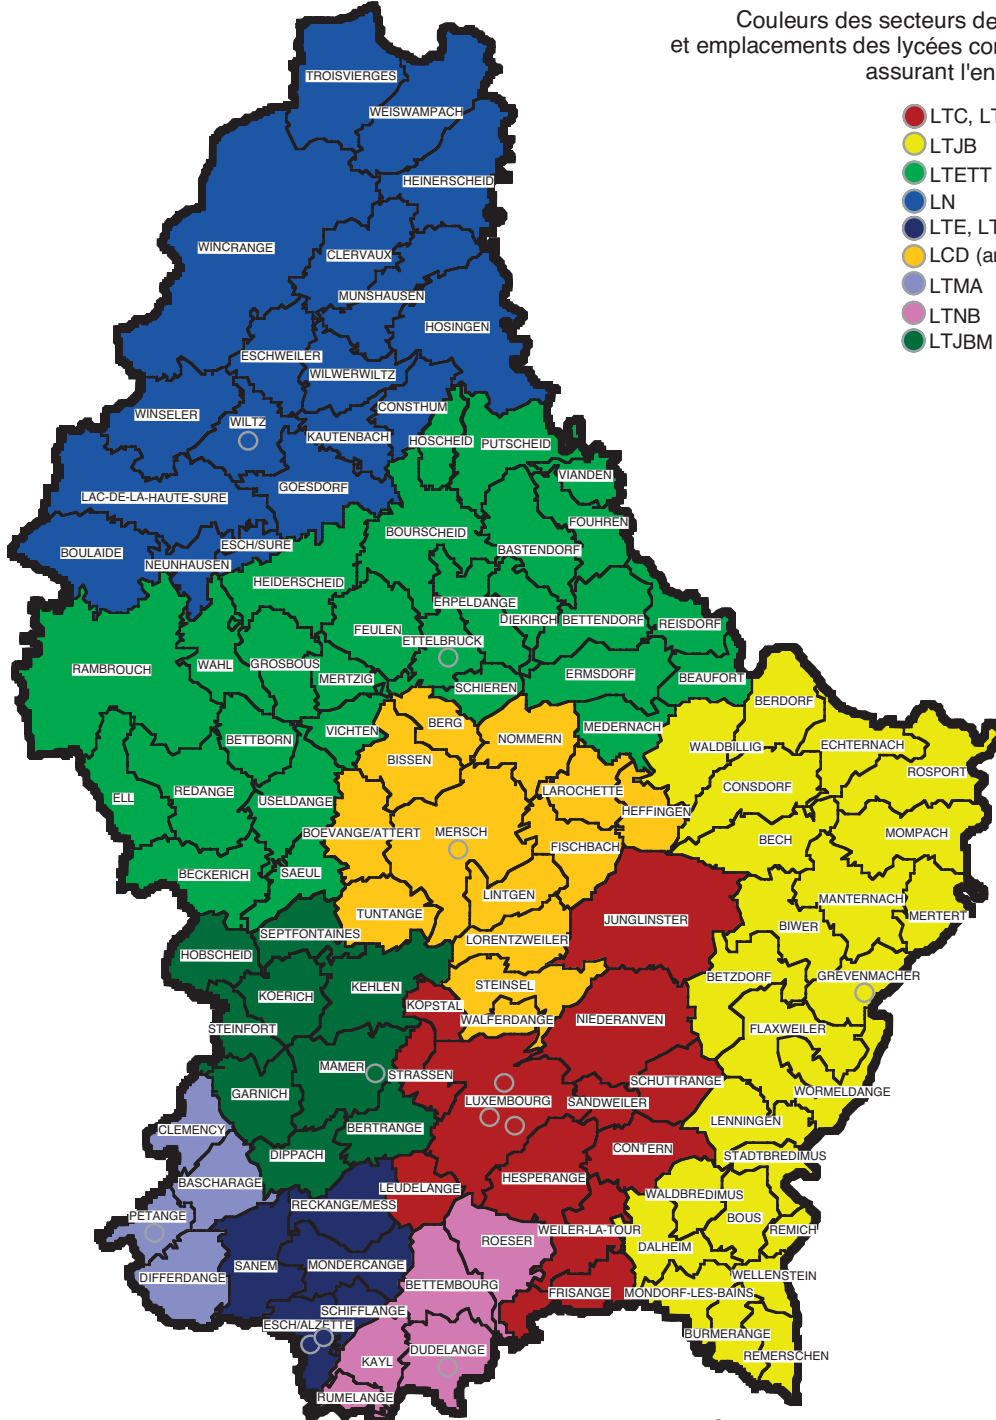 Couleurs des secteurs de
et emplacements des lycées
assurant l'en
LTC, LT
LTJB
LTETT
LN
LTE, LT
LCD
LTMA
LTNB
LTJBM
TROISVIERGES
WEISWAMPACH
HEINERSCHEID
WINCRANGE
CLERVAUX
MUNSHAUSEN
HOSINGEN
ESCHWEILER
WILWERWILTZ
CONSTHUM
WINSELER
WILTZ
KAUTENBACH
HOSCHEID
PUTSCHEID
VIANDEN
GOESDORF
LAC-DE-LA-HAUTE-SURE
FOUHREN
BOURSCHEID
BASTENDORF
ESCH/SURE
BOULAIDE
NEUNHAUSEN
HEIDERSCHEID
ERPELDANGE
DIEKIRCH
BETTENDORF
REISDORF
FEULEN
ETTELBRUCK
RAMBROUCH
WAHL
GROSBOUS
MERTZIG
ERMSDORF
BEAUFORT
SCHIEREN
BERDORF
BERG
MEDERNACH
VICHTEN
BETTBORN
NOMMERN
WALDBILLIG
ECHTERNACH
BISSEN
ROSPORT
CONSDORF
REDANGE
LAROCHETTE
ELL
USELDANGE
HEFFINGEN
BOEVANGE/ATTERT
MERSCH
MOMPACH
BECH
FISCHBACH
BECKERICH
SAEUL
LINTGEN
MANTERNACH
TUNTANGE
JUNGLINSTER
MERTERT
BIWER
SEPTFONTAINES
LORENTZWEILER
HOBSCHEID
BETZDORF
GREVENMACHER
STEINSEL
KEHLEN
KOERICH
KOPSTAL
WALFERDANGE
NIEDERANVEN
STEINFORT
FLAXWEILER
MAMER
STRASSEN
SCHUTTRANGE
GARNICH
WORMELDANGE
LUXEMBOURG
SANDWEILER
LENNINGEN
CLEMENCY
BERTRANGE
CONTERN
DIPPACH
STADTBREDIMUS
HESPERANGE
BASCHARAGE
LEUDELANGE
WALDBREDIMUS
RECKANGE/MESS
PETANGE
BOUS
WEILER-LA-TOUR
REMICH
ROESER
DALHEIM
SANEM
MONDERCANGE
DIFFERDANGE
WELLENSTEIN
BETTEMBOURG
FRISANGE
MONDORF-LES-BAINS
SCHIFFLANGE
ESCH/ALZETTE
BURMERANGE
DUDELANGE
REMERSCHEN
KAYL
RUMELANGE